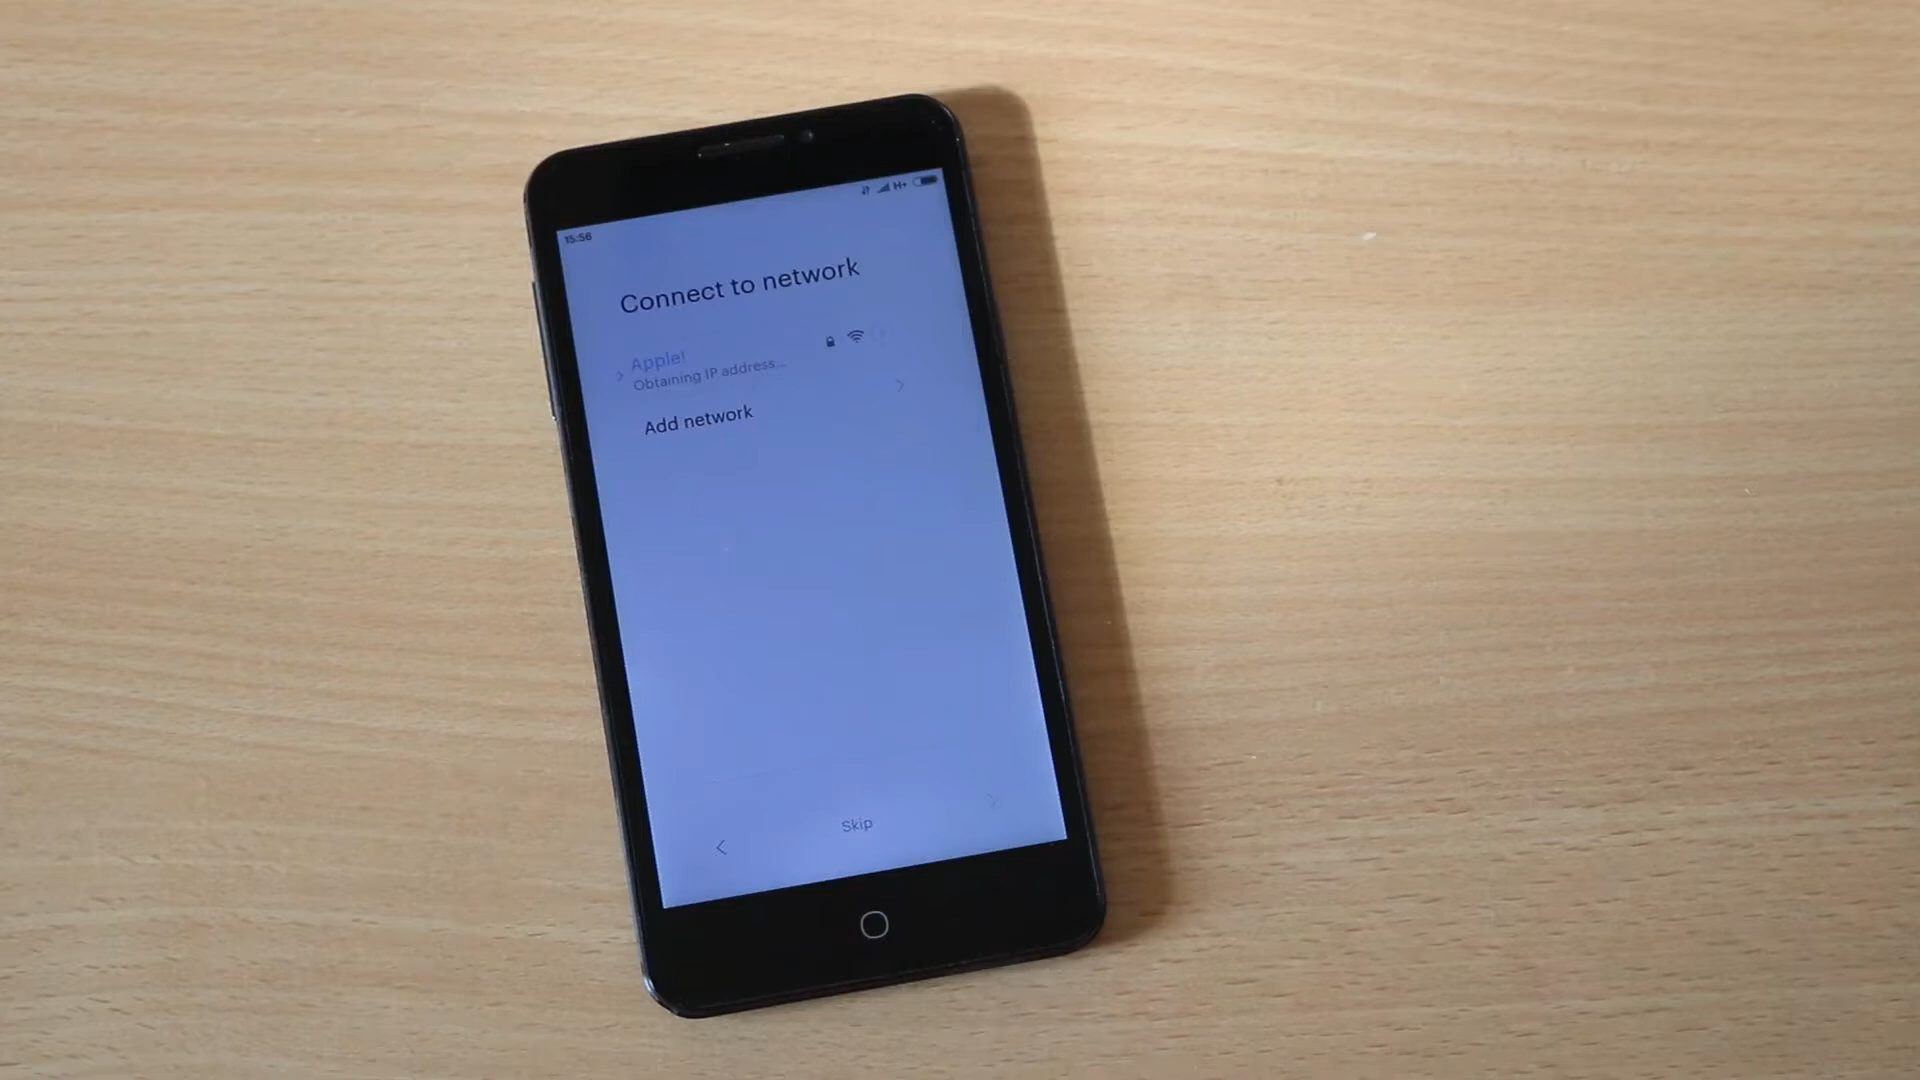 H+
15:56
Connect to network
Apple!
Obtaining IP address...
Add network
Skip